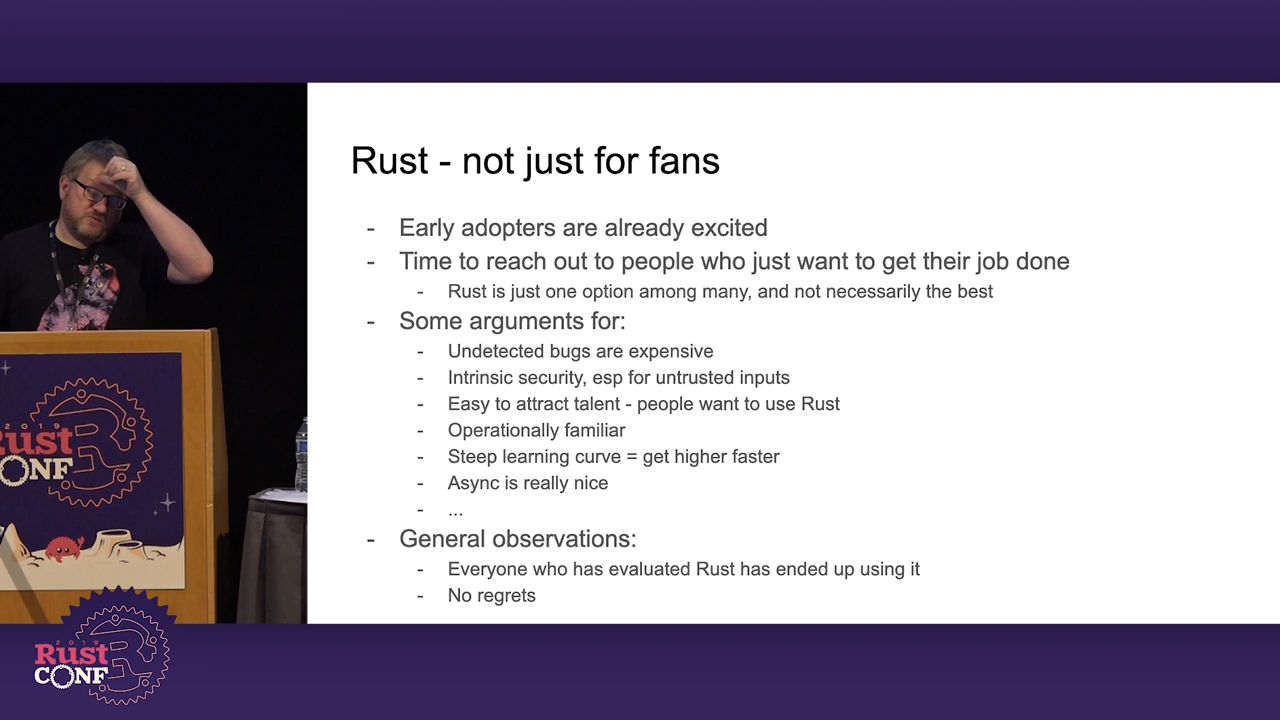 Rust - not just for fans
- Early adopters are already excited
- Time to reach out to people who just want to get their job done
- Rust is just one option among many, and not necessarily the best
- Some arguments for:
- Undetected bugs are expensive
- Intrinsic security, esp for untrusted inputs
- Easy to attract talent - people want to use Rust
- Operationally familiar
- Steep learning curve = get higher faster
- Async is really nice
- ...
- General observations:
- Everyone who has evaluated Rust has ended up using it
- No regrets
2019
Rust
CONF
2019
Rust
CONF